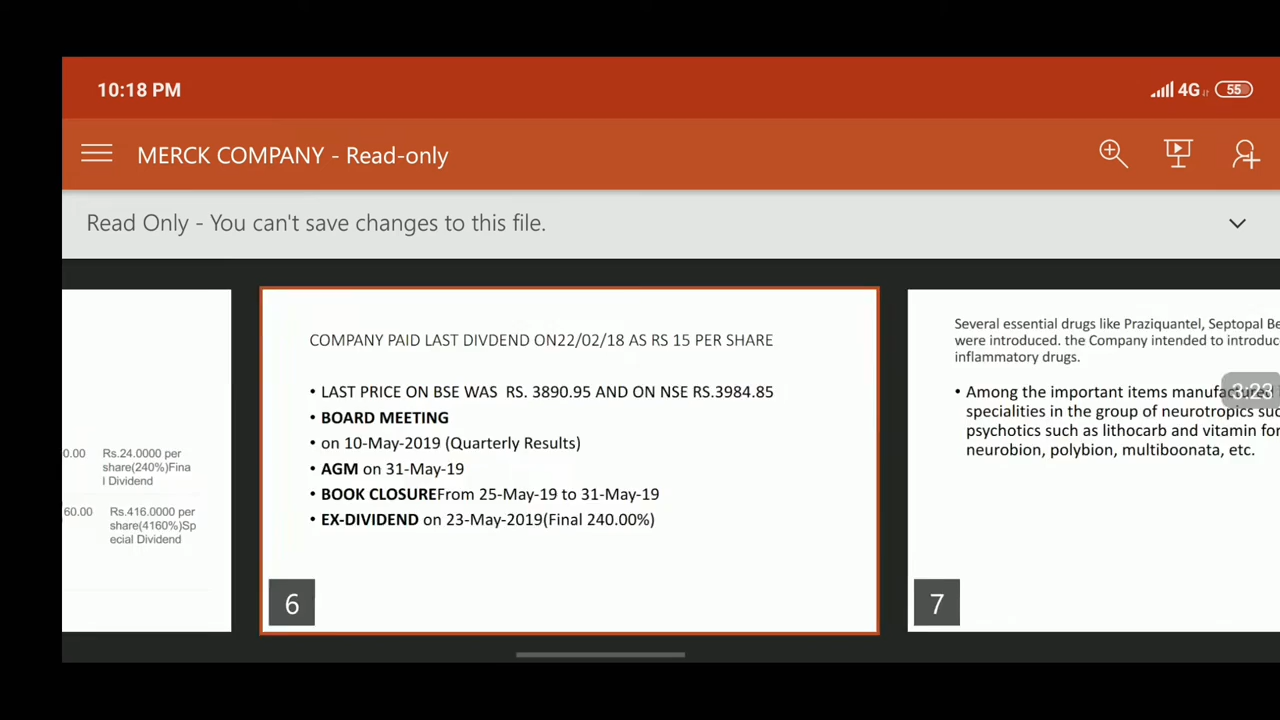 10:18 PM
4G
55
MERCK COMPANY - Read-only
Read Only - You can't save changes to this file.
0.00
Rs.24.0000 per
share(240%)Fina
l Dividend
60.00
Rs.416.0000 per
share(4160%)Sp
ecial Dividend
COMPANY PAID LAST DIVDEND ON22/02/18 AS RS 15 PER SHARE
• LAST PRICE ON BSE WAS RS. 3890.95 AND ON NSE RS.3984.85
• BOARD MEETING
• on 10-May-2019 (Quarterly Results)
• AGM on 31-May-19
• BOOK CLOSUREFrom 25-May-19 to 31-May-19
• EX-DIVIDEND on 23-May-2019(Final 240.00%)
6
Several essential drugs like Praziquantel, Septopal Be
were introduced. the Company intended to introduc
inflammatory drugs.
3:23
• Among the important items manufactured
specialities in the group of neurotropics suc
psychotics such as lithocarb and vitamin for
neurobion, polybion, multiboonata, etc.
7